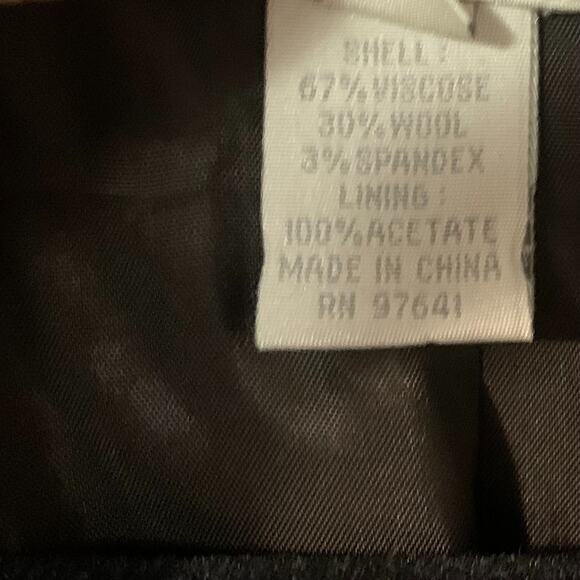 SHELL:
67% VISCOSE
30% WOOL
3% SPANDEX
LINING:
100% ACETATE
MADE IN CHINA
RN 97641